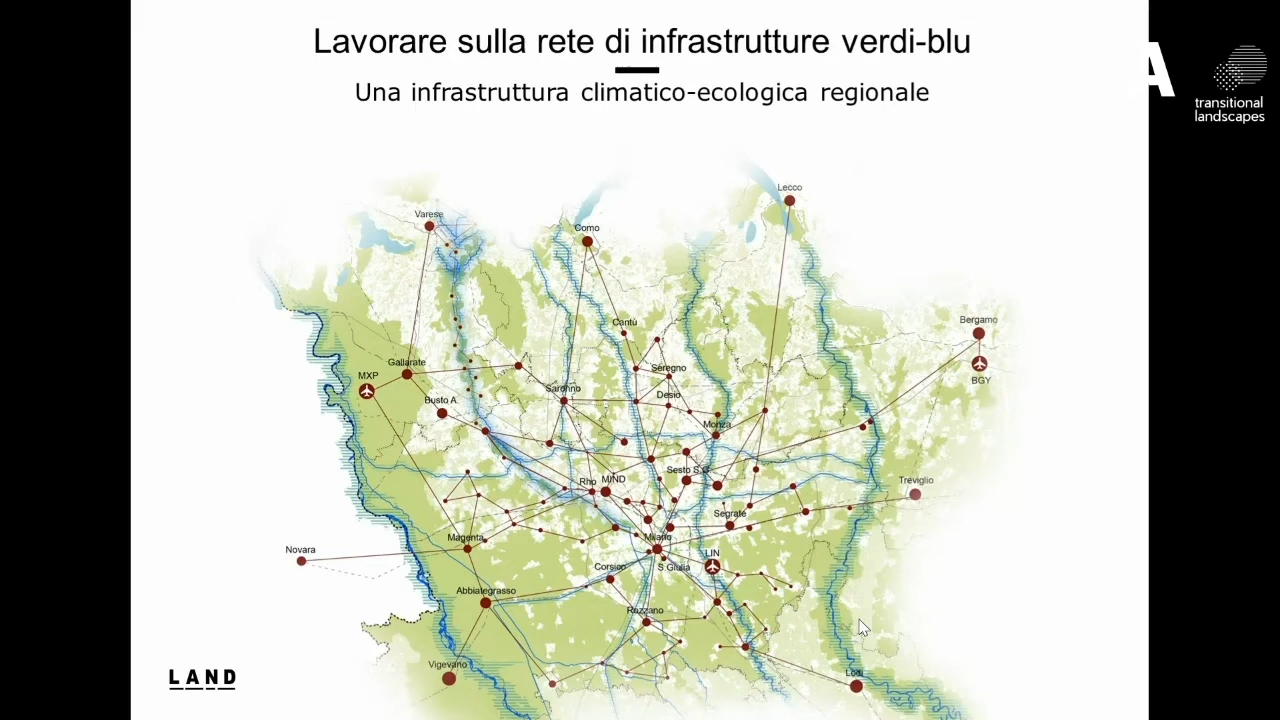 Lavorare sulla rete di infrastrutture verdi-blu
Una infrastruttura climatico-ecologica regionale
A
transitional
landscapes
Lecco
Varese
Como
Bergamo
Cantù
Gallarate
Seregno
MXP
BGY
Saronno
Desio
Busto A.
Monza
Sesto S.G.
Rho
MIND
Treviglio
Segrate
Magenta
Milano
Novara
LIN
Corsico
S.Giulia
Abbiategrasso
Rozzano
Vigevano
Lodi
LAND